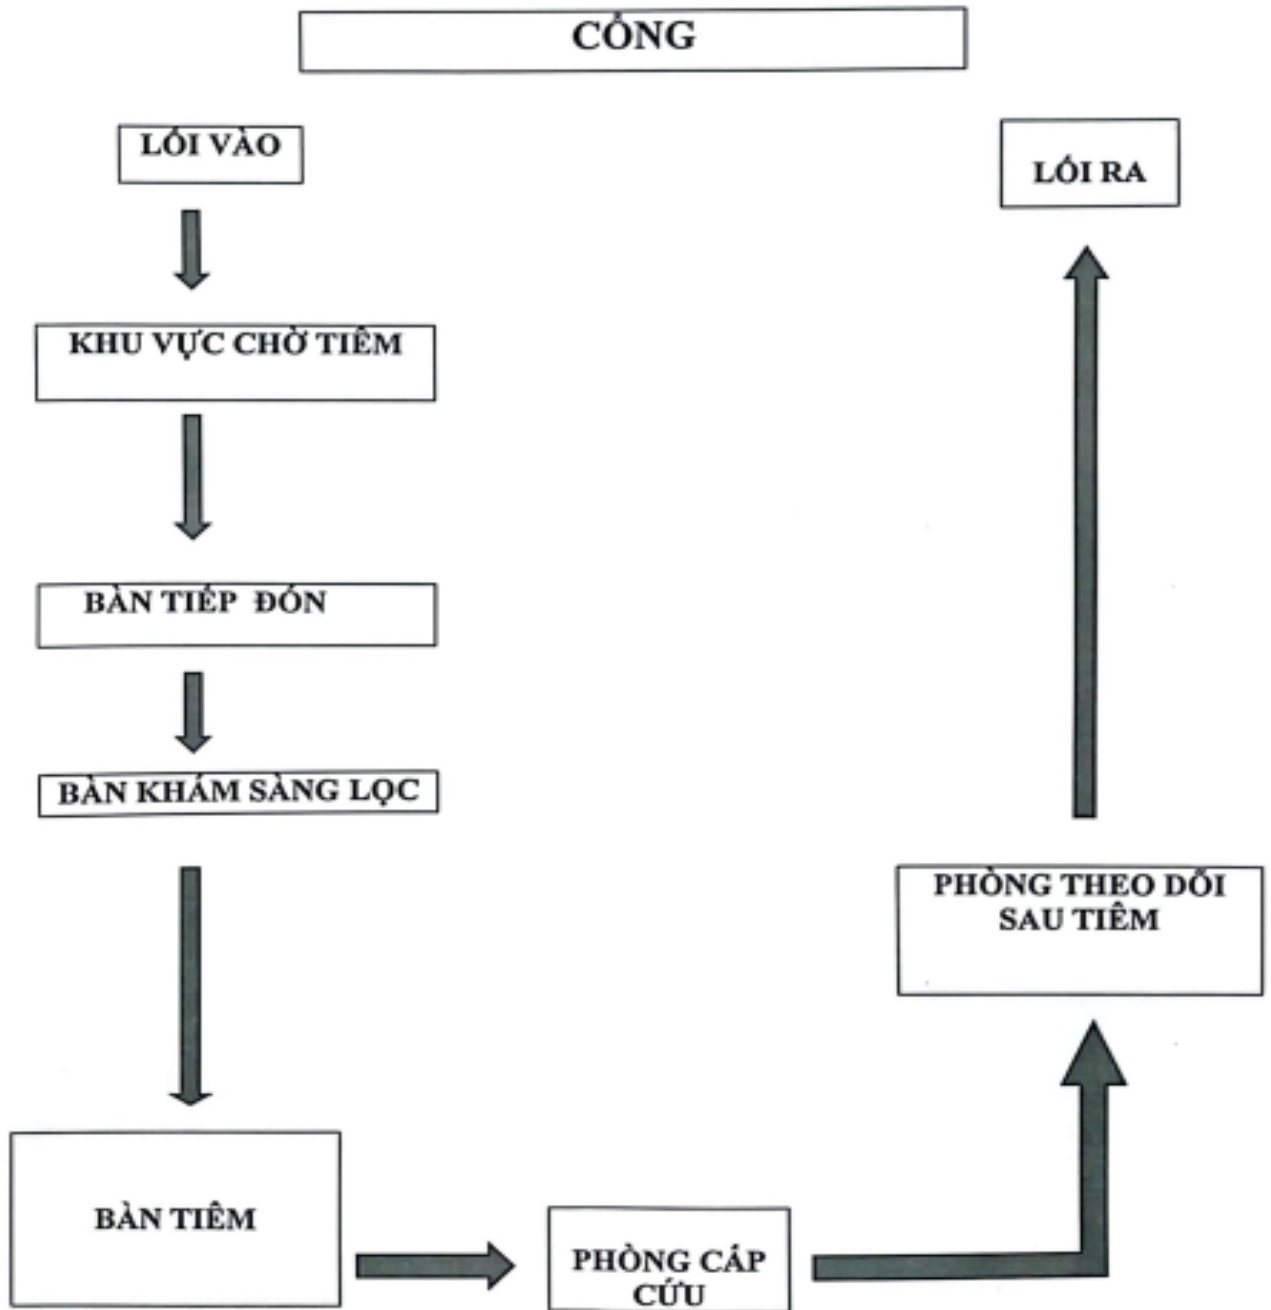 CỔNG
LỐI VÀO
LỐI RA
KHU VỰC CHỜ TIÊM
BÀN TIẾP ĐÓN
BÀN KHÁM SÀNG LỌC
PHÒNG THEO DÕI
SAU TIÊM
BÀN TIÊM
PHÒNG CẤP
CỨU